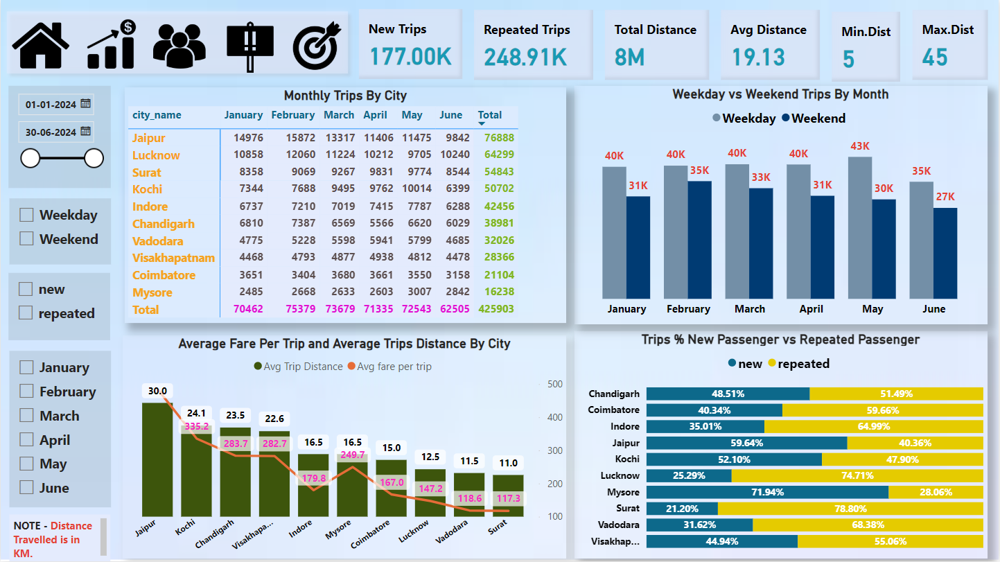 New Trips
177.00K
Repeated Trips
248.91K
Total Distance
8M
Avg Distance
19.13
Min.Dist
5
Max.Dist
45
01-01-2024
30-06-2024
Weekday
Weekend
new
repeated
January
February
March
April
May
June
NOTE - Distance
Travelled is in
KM.
Monthly Trips By City
city_name January February March April May June Total
Jaipur 14976 15872 13317 11406 11475 9842 76888
Lucknow 10858 12060 11224 10212 9705 10240 64299
Surat 8358 9069 9267 9831 9774 8544 54843
Kochi 7344 7688 9495 9762 10014 6399 50702
Indore 6737 7210 7019 7415 7787 6288 42456
Chandigarh 6810 7387 6569 5566 6620 6029 38981
Vadodara 4775 5228 5598 5941 5799 4685 32026
Visakhapatnam 4468 4793 4877 4938 4812 4478 28366
Coimbatore 3651 3404 3680 3661 3550 3158 21104
Mysore 2485 2668 2633 2603 3007 2842 16238
Total 70462 75379 73679 71335 72543 62505 425903
Weekday vs Weekend Trips By Month
Weekday Weekend
40K 31K 40K 35K 40K 33K 40K 31K 43K 30K 35K 27K
January February March April May June
Average Fare Per Trip and Average Trips Distance By City
Avg Trip Distance Avg fare per trip
30.0 24.1 23.5 22.6 16.5 16.5 15.0 12.5 11.5 11.0
335.2 283.7 282.7 179.8 249.7 167.0 147.2 118.6 117.3
500
400
300
200
100
Jaipur Kochi Chandigarh Visakhapa... Indore Mysore Coimbatore Lucknow Vadodara Surat
Trips % New Passenger vs Repeated Passenger
new repeated
Chandigarh 48.51% 51.49%
Coimbatore 40.34% 59.66%
Indore 35.01% 64.99%
Jaipur 59.64% 40.36%
Kochi 52.10% 47.90%
Lucknow 25.29% 74.71%
Mysore 71.94% 28.06%
Surat 21.20% 78.80%
Vadodara 31.62% 68.38%
Visakhap... 44.94% 55.06%